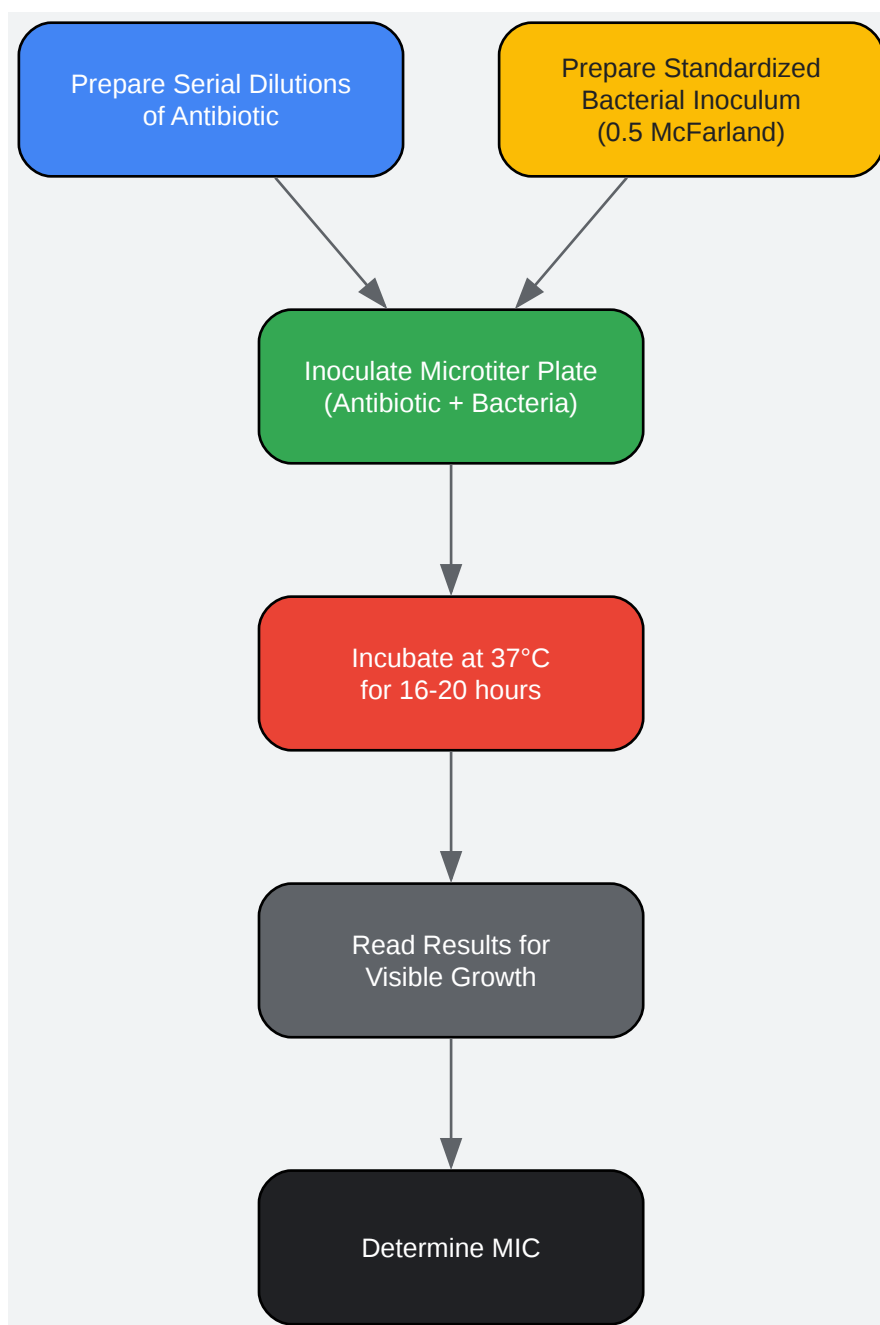 Prepare Serial Dilutions
of Antibiotic
Prepare Standardized
Bacterial Inoculum
(0.5 McFarland)
Inoculate Microtiter Plate
(Antibiotic + Bacteria)
Incubate at 37°C
for 16-20 hours
Read Results for
Visible Growth
Determine MIC